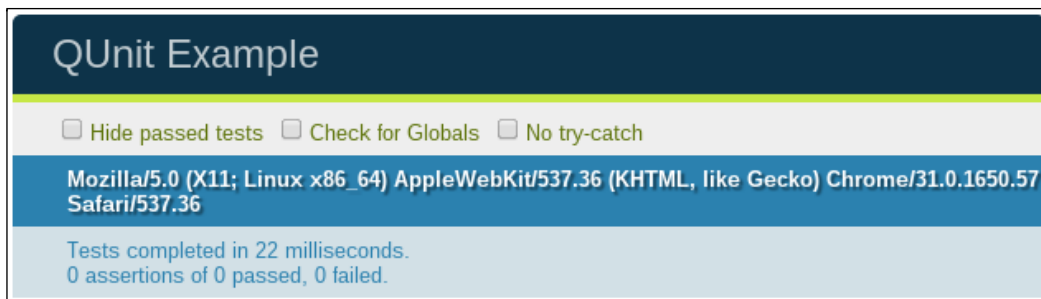 QUnit Example
Hide passed tests Check for Globals No try-catch
Mozilla/5.0 (X11; Linux x86_64) AppleWebKit/537.36 (KHTML, like Gecko) Chrome/31.0.1650.57
Safari/537.36
Tests completed in 22 milliseconds.
0 assertions of 0 passed, 0 failed.